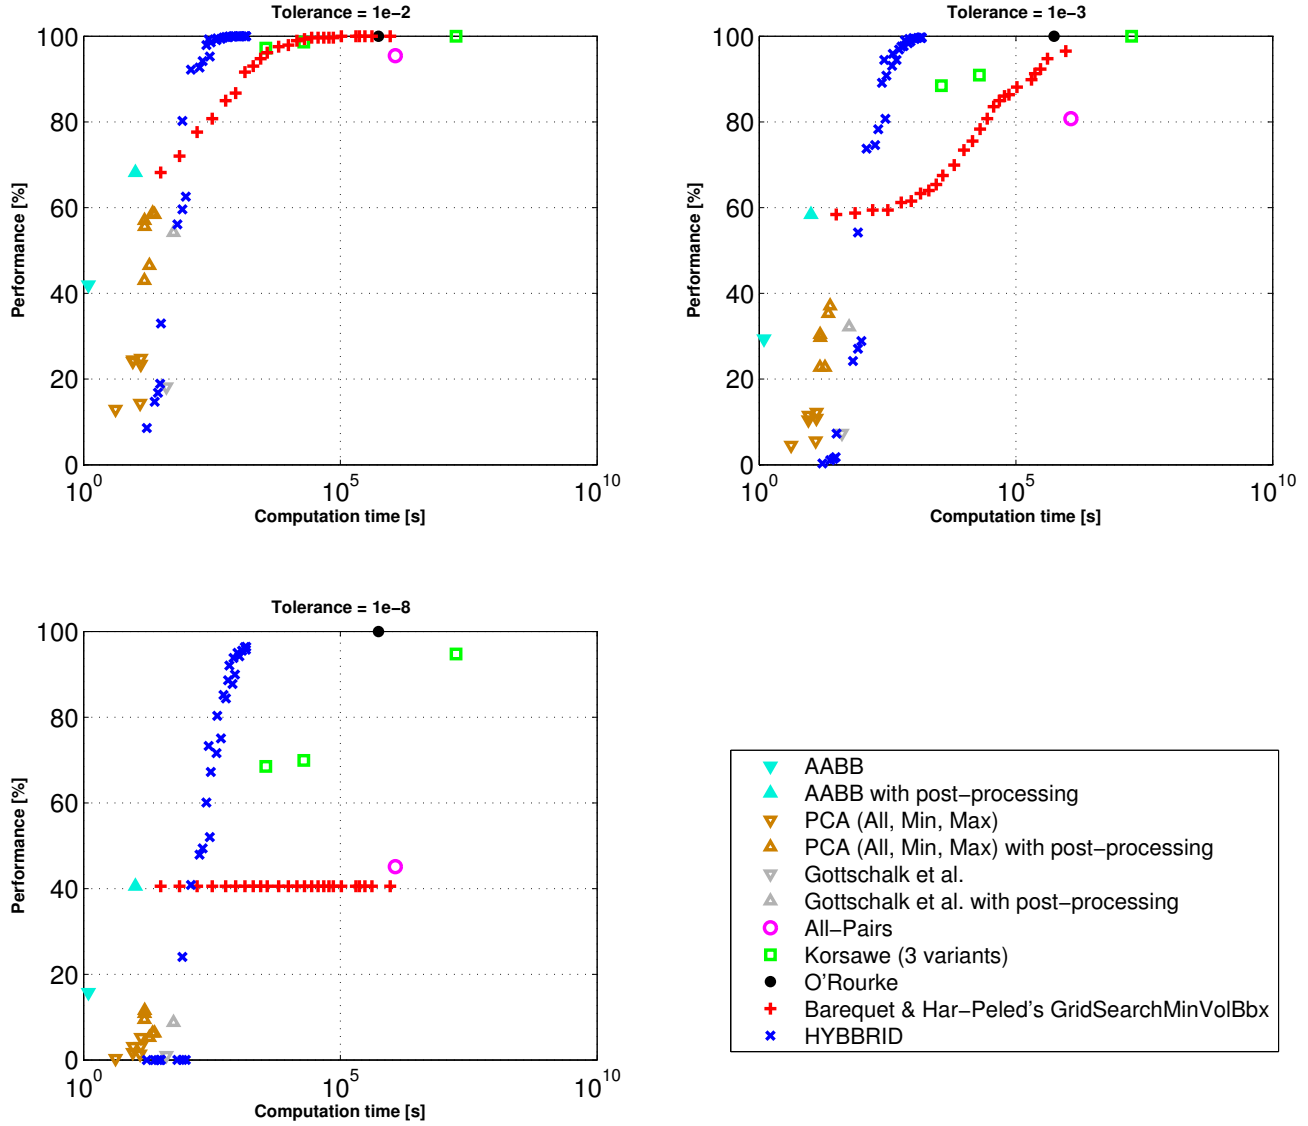 Tolerance = 1e−2
100
80
60
40
20
0
Performance [%]
10^0
10^5
10^10
Computation time [s]
Tolerance = 1e−3
100
80
60
40
20
0
Performance [%]
10^0
10^5
10^10
Computation time [s]
Tolerance = 1e−8
100
80
60
40
20
0
Performance [%]
10^0
10^5
10^10
Computation time [s]
AABB
AABB with post−processing
PCA (All, Min, Max)
PCA (All, Min, Max) with post−processing
Gottschalk et al.
Gottschalk et al. with post−processing
All−Pairs
Korsawe (3 variants)
O'Rourke
Barequet & Har−Peled's GridSearchMinVolBbx
HYBBRID